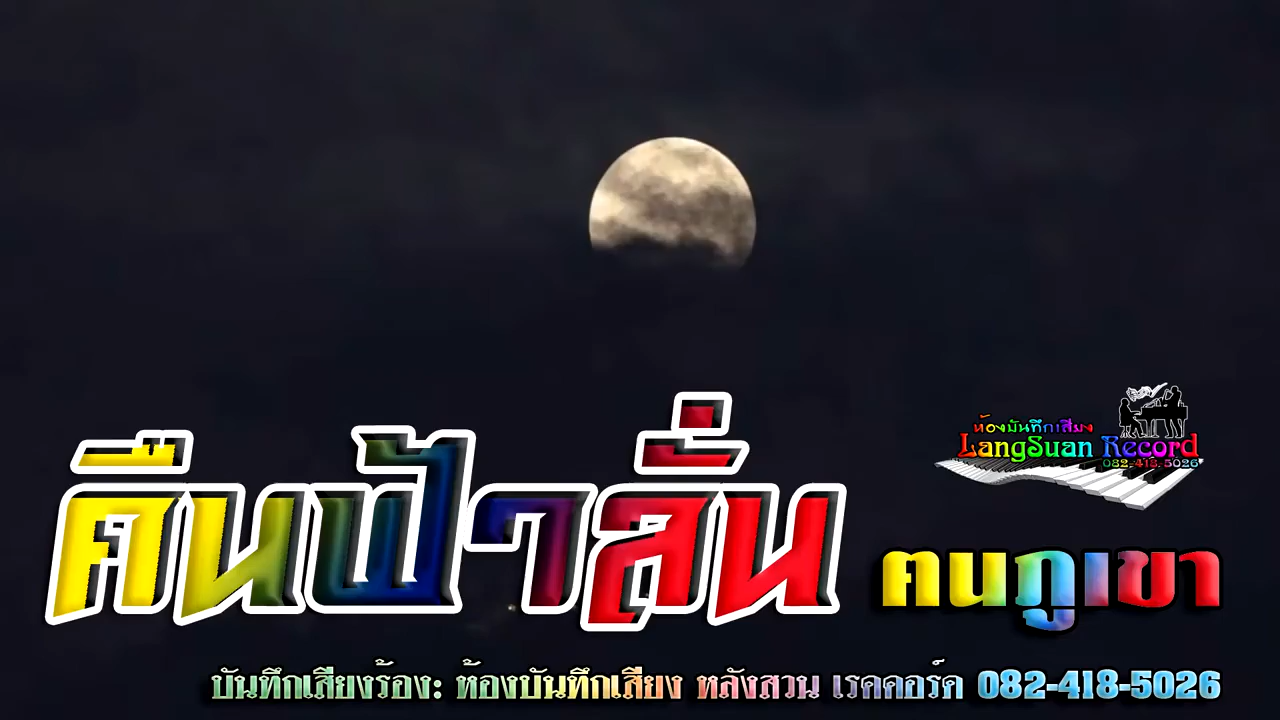 ห้องบันทึกเสียง
LangSuan Record
082-418-5026
คืนฟ้าลั่น
ฅนภูเขา
บันทึกเสียงร้อง: ห้องบันทึกเสียง หลังสวน เรคคอร์ด 082-418-5026